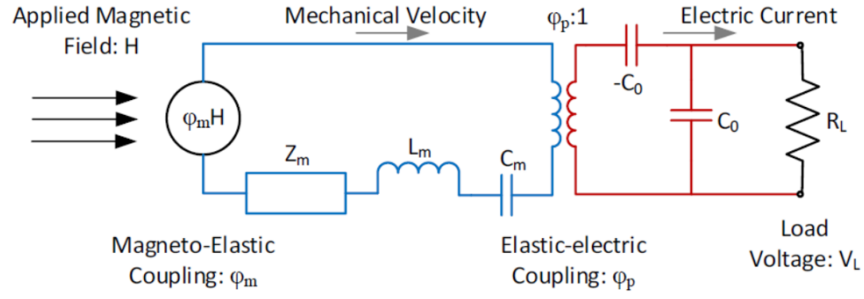 Applied Magnetic
Field: H
Mechanical Velocity
φp:1
Electric Current
-C0
φmH
C0
RL
Zm
Lm
Cm
Magneto-Elastic
Coupling: φm
Elastic-electric
Coupling: φp
Load
Voltage: VL